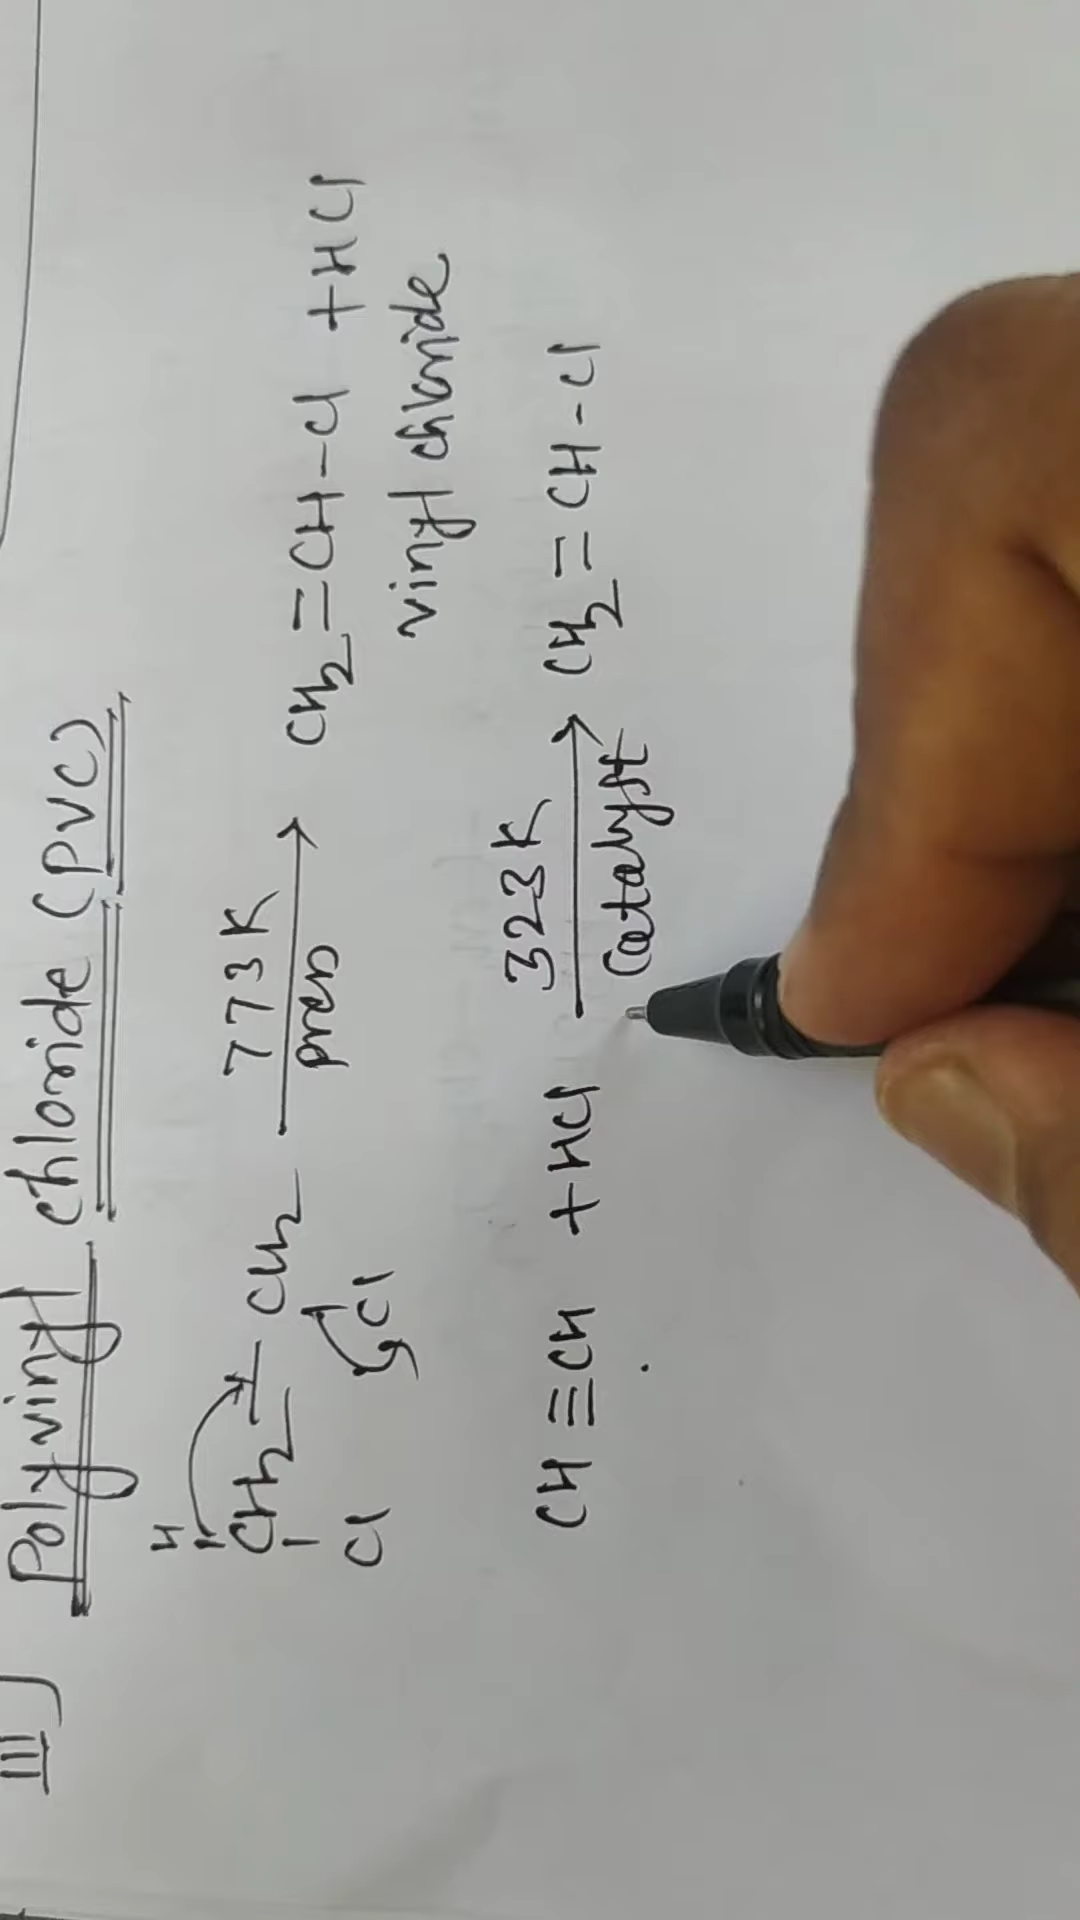 III) Polyvinyl chloride (PVC)
H
CH2 – CH2 773 K → CH2 = CH – Cl + HCl
Cl Cl vinyl chloride
CH ≡ CH + HCl 323 K → CH2 = CH - Cl
Catalyst